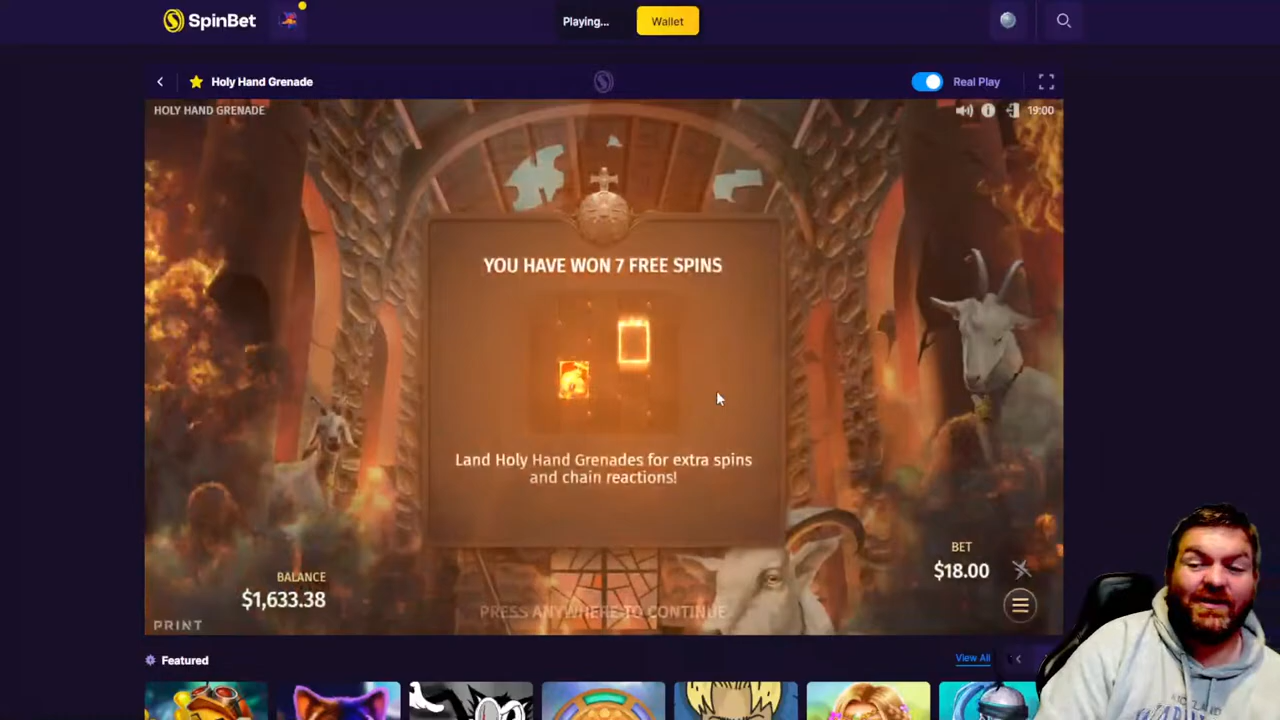 SpinBet
Playing...
Wallet
Holy Hand Grenade
Real Play
HOLY HAND GRENADE
19:00
YOU HAVE WON 7 FREE SPINS
Land Holy Hand Grenades for extra spins
and chain reactions!
BET
$18.00
BALANCE
$1,633.38
PRESS ANYWHERE TO CONTINUE
PRINT
Featured
View All